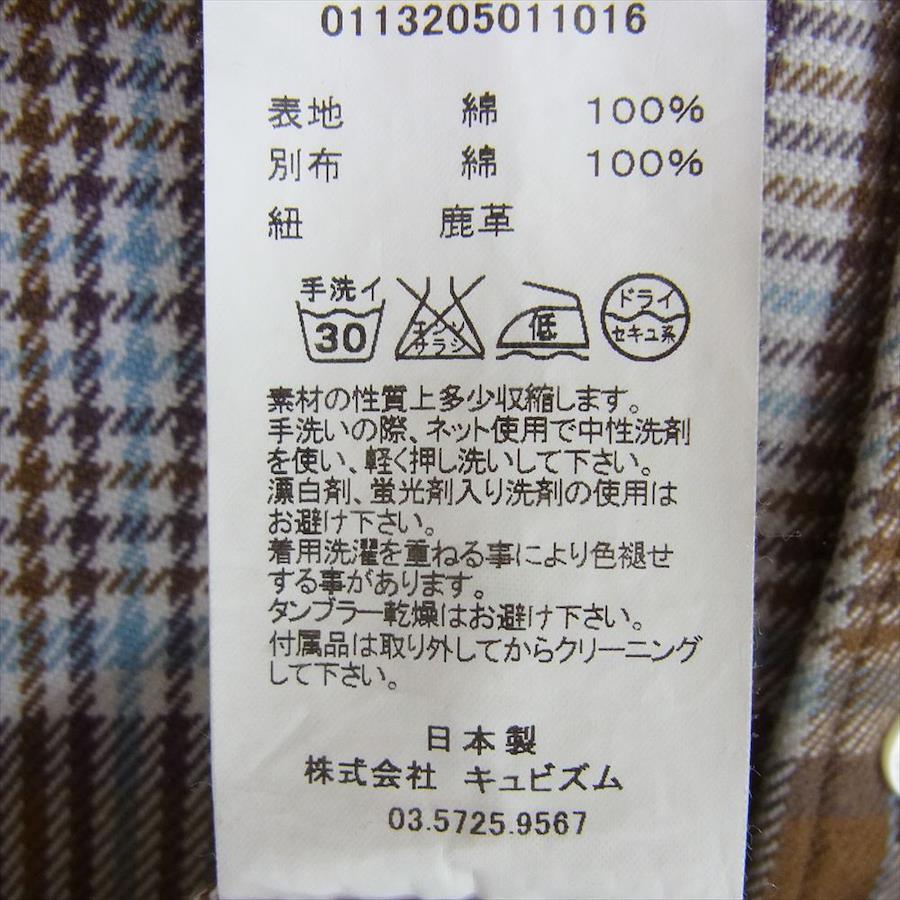 0113205011016
表地 綿 100%
別布 綿 100%
紐 鹿革
手洗イ
30
エンソ
サラシ
低
ドライ
セキユ系
素材の性質上多少収縮します。
手洗いの際、ネット使用で中性洗剤
を使い、軽く押し洗いして下さい。
漂白剤、蛍光剤入り洗剤の使用は
お避け下さい。
着用洗濯を重ねる事により色褪せ
する事があります。
タンブラー乾燥はお避け下さい。
付属品は取り外してからクリーニング
して下さい。
日本製
株式会社 キュビズム
03.5725.9567